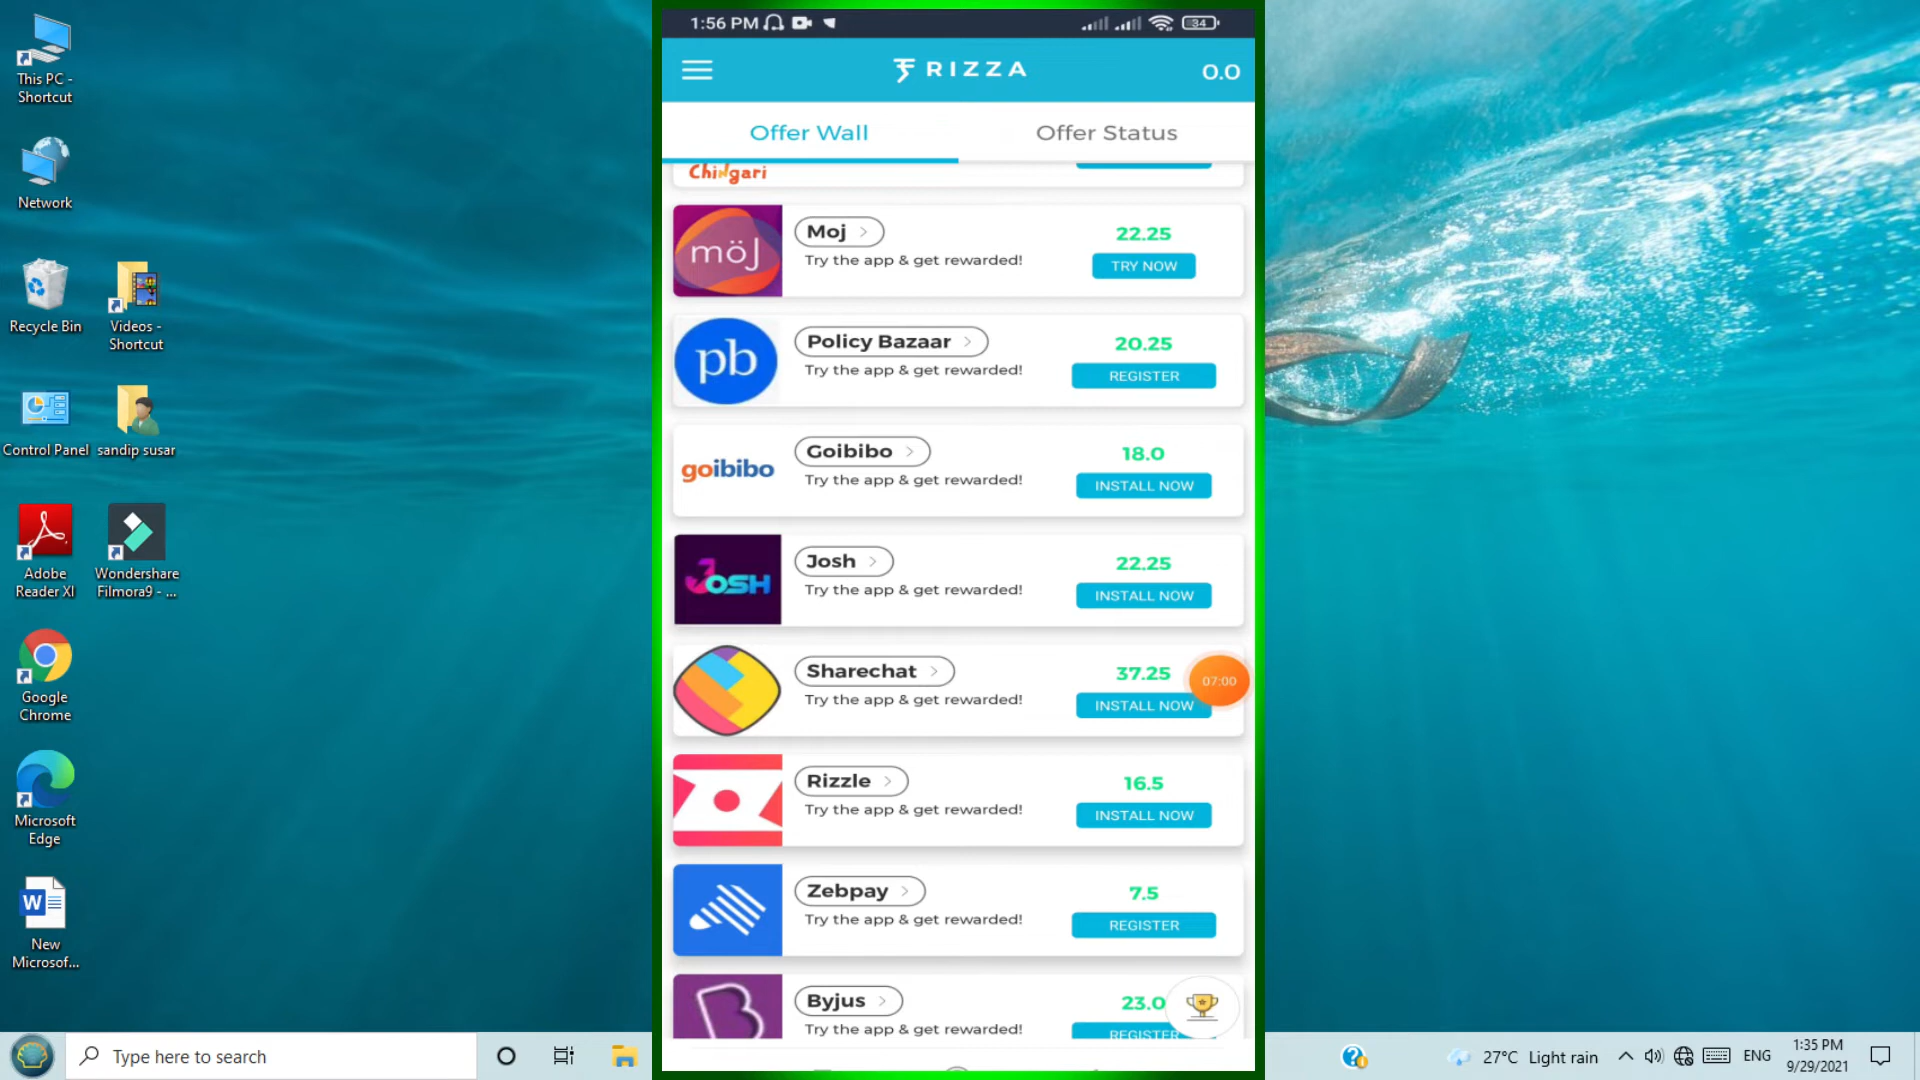 This PC -
Shortcut
Network
Recycle Bin
Videos -
Shortcut
Control Panel
sandip susar
Adobe
Reader XI
Wondershare
Filmora9 - ...
Google
Chrome
Microsoft
Edge
New
Microsof...
1:56 PM
34
RIZZA
0.0
Offer Wall
Offer Status
Chingari
möj
Moj >
Try the app & get rewarded!
22.25
TRY NOW
pb
Policy Bazaar >
Try the app & get rewarded!
20.25
REGISTER
goibibo
Goibibo >
Try the app & get rewarded!
18.0
INSTALL NOW
JOSH
Josh >
Try the app & get rewarded!
22.25
INSTALL NOW
Sharechat >
Try the app & get rewarded!
37.25
INSTALL NOW
07:00
Rizzle >
Try the app & get rewarded!
16.5
INSTALL NOW
Zebpay >
Try the app & get rewarded!
7.5
REGISTER
B
Byjus >
Try the app & get rewarded!
23.0
REGISTER
W
Type here to search
27°C Light rain
ENG
1:35 PM
9/29/2021